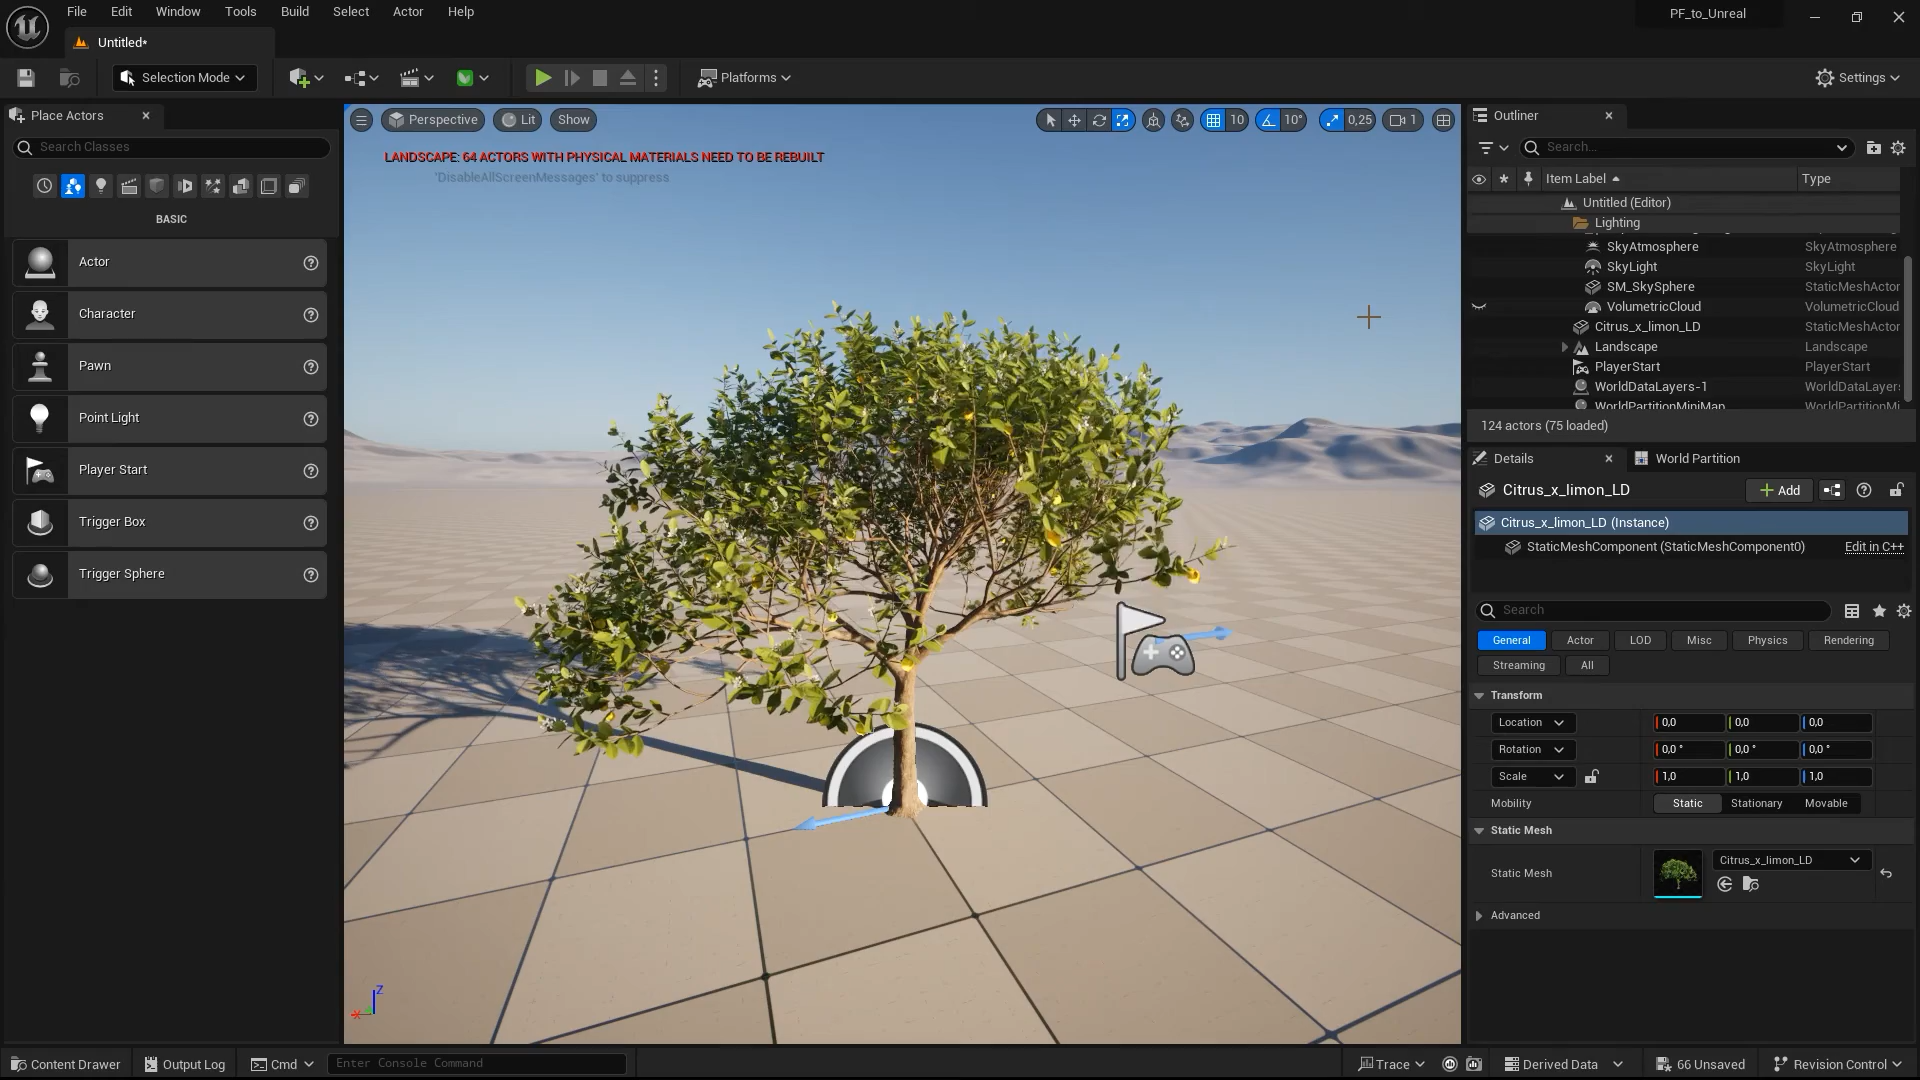 File Edit Window Tools Build Select Actor Help
PF_to_Unreal
Untitled*
Selection Mode
Platforms
Settings
Place Actors
Search Classes
BASIC
Actor
Character
Pawn
Point Light
Player Start
Trigger Box
Trigger Sphere
Perspective Lit Show
10 10° 0,25 1
LANDSCAPE: 64 ACTORS WITH PHYSICAL MATERIALS NEED TO BE REBUILT
'DisableAllScreenMessages' to suppress
Z
X
Outliner
Search...
Item Label Type
Untitled (Editor)
Lighting
SkyAtmosphere SkyAtmosphere
SkyLight SkyLight
SM_SkySphere StaticMeshActor
VolumetricCloud VolumetricCloud
Citrus_x_limon_LD StaticMeshActor
Landscape Landscape
PlayerStart PlayerStart
WorldDataLayers-1 WorldDataLayers
WorldPartitionMiniMap WorldPartitionMi
124 actors (75 loaded)
Details World Partition
Citrus_x_limon_LD Add
Citrus_x_limon_LD (Instance)
StaticMeshComponent (StaticMeshComponent0) Edit in C++
Search
General Actor LOD Misc Physics Rendering
Streaming All
Transform
Location 0,0 0,0 0,0
Rotation 0,0 ° 0,0 ° 0,0 °
Scale 1,0 1,0 1,0
Mobility Static Stationary Movable
Static Mesh
Static Mesh Citrus_x_limon_LD
Advanced
Content Drawer Output Log Cmd Enter Console Command Trace Derived Data 66 Unsaved Revision Control